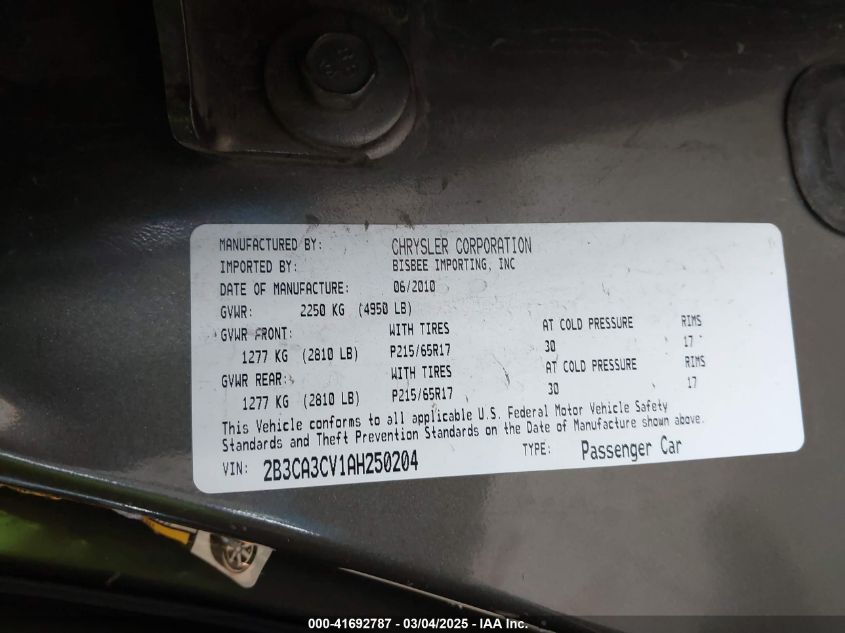 MANUFACTURED BY: CHRYSLER CORPORATION
IMPORTED BY: BISBEE IMPORTING, INC
DATE OF MANUFACTURE: 06/2010
GVWR: 2250 KG (4950 LB)
GVWR FRONT: WITH TIRES AT COLD PRESSURE RIMS
1277 KG (2810 LB) P215/65R17 30 17
GVWR REAR: WITH TIRES AT COLD PRESSURE RIMS
1277 KG (2810 LB) P215/65R17 30 17
This Vehicle conforms to all applicable U.S. Federal Motor Vehicle Safety
Standards and Theft Prevention Standards on the Date of Manufacture shown above.
VIN: 2B3CA3CV1AH250204 TYPE: Passenger Car
000-41692787 - 03/04/2025 - IAA Inc.